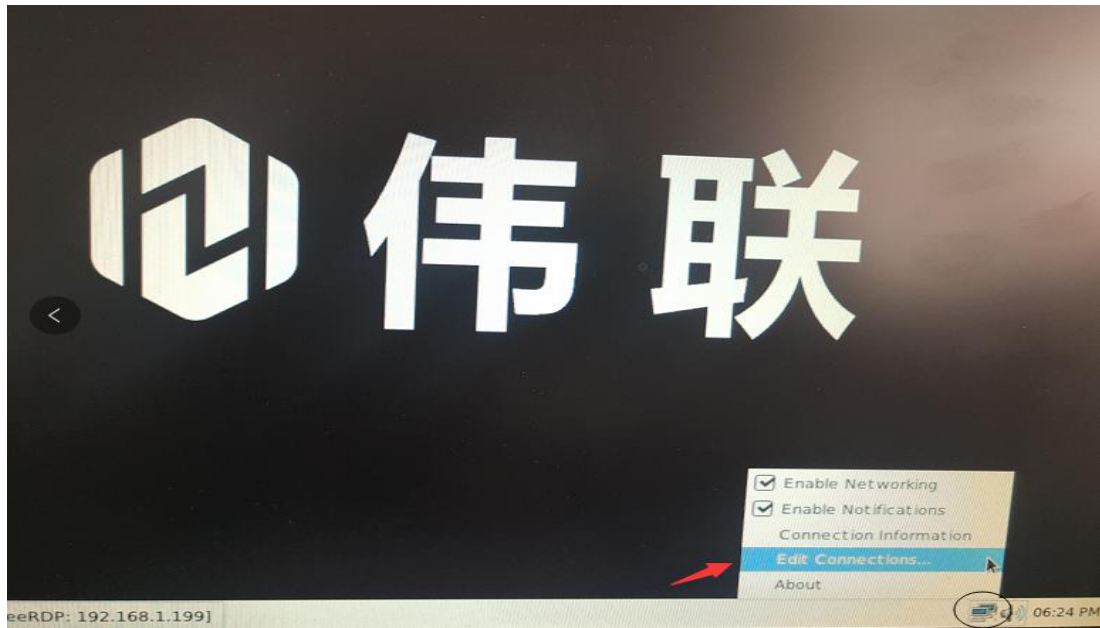 伟联
Enable Networking
Enable Notifications
Connection Information
Edit Connections...
About
eeRDP: 192.168.1.199]
06:24 PM